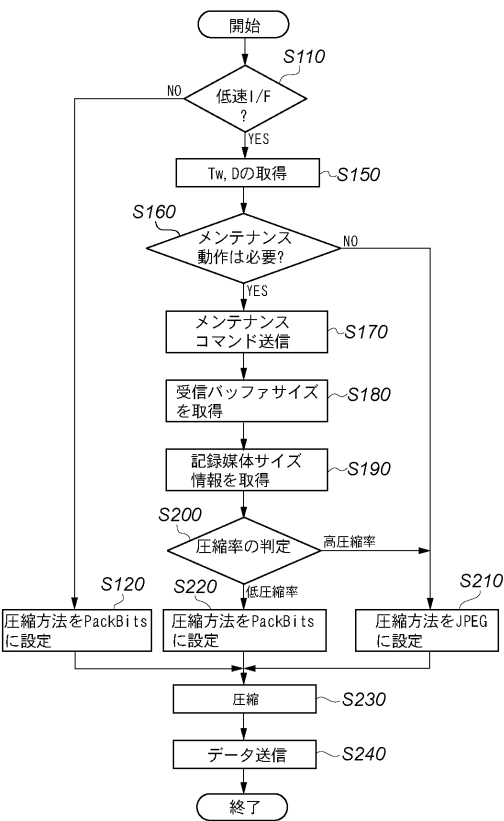 開始
S110
低速I/F
?
NO
YES
Tw,Dの取得
S150
S160
メンテナンス
動作は必要?
NO
YES
メンテナンス
コマンド送信
S170
受信バッファサイズ
を取得
S180
記録媒体サイズ
情報を取得
S190
S200
圧縮率の判定
高圧縮率
低圧縮率
S120
圧縮方法をPackBits
に設定
S220
圧縮方法をPackBits
に設定
S210
圧縮方法をJPEG
に設定
圧縮
S230
データ送信
S240
終了